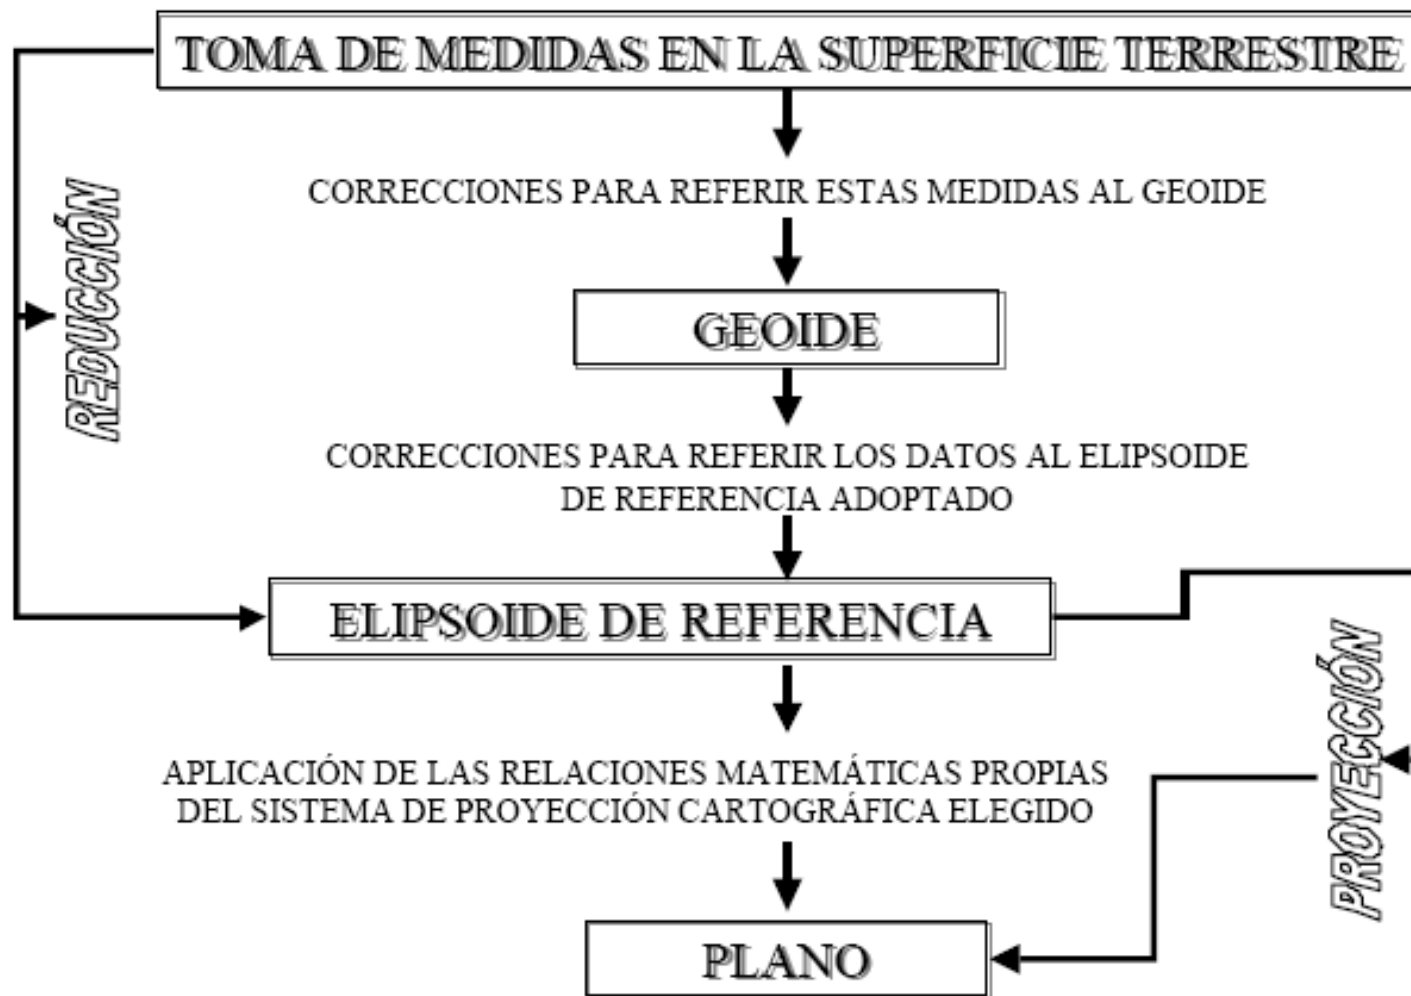 TOMA DE MEDIDAS EN LA SUPERFICIE TERRESTRE
CORRECCIONES PARA REFERIR ESTAS MEDIDAS AL GEOIDE
REDUCCIÓN
GEOIDE
CORRECCIONES PARA REFERIR LOS DATOS AL ELIPSOIDE
DE REFERENCIA ADOPTADO
ELIPSOIDE DE REFERENCIA
PROYECCIÓN
APLICACIÓN DE LAS RELACIONES MATEMÁTICAS PROPIAS
DEL SISTEMA DE PROYECCIÓN CARTOGRÁFICA ELEGIDO
PLANO